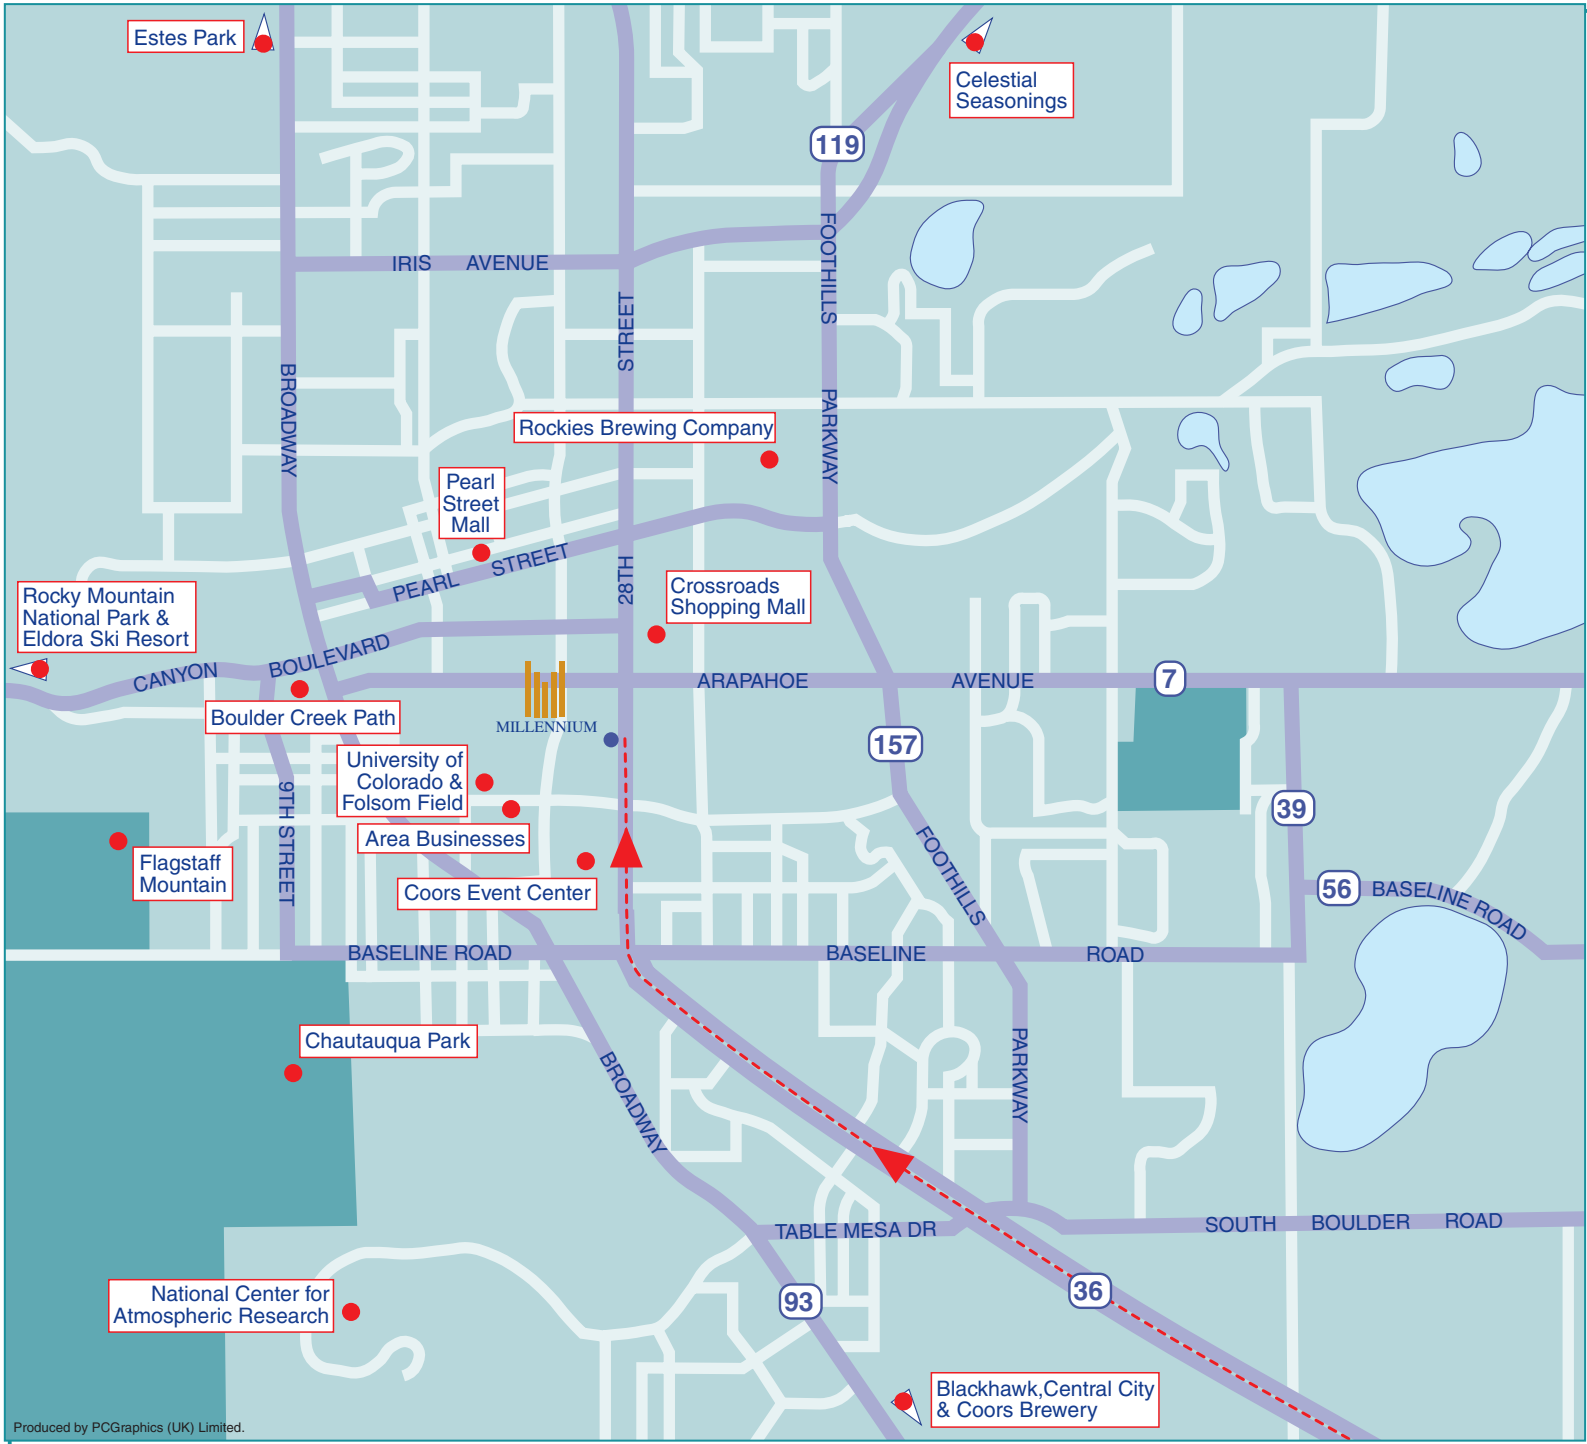 Estes Park
Celestial
Seasonings
119
FOOTHILLS
IRIS AVENUE
STREET
BROADWAY
PARKWAY
Rockies Brewing Company
Pearl
Street
Mall
PEARL STREET
28TH
Crossroads
Shopping Mall
Rocky Mountain
National Park &
Eldora Ski Resort
CANYON BOULEVARD
ARAPAHOE AVENUE
7
Boulder Creek Path
MILLENNIUM
157
University of
Colorado &
Folsom Field
9TH STREET
39
Area Businesses
FOOTHILLS
Flagstaff
Mountain
Coors Event Center
56
BASELINE ROAD
BASELINE ROAD
BASELINE ROAD
Chautauqua Park
BROADWAY
PARKWAY
TABLE MESA DR
SOUTH BOULDER ROAD
National Center for
Atmospheric Research
93
36
Blackhawk,Central City
& Coors Brewery
Produced by PCGraphics (UK) Limited.